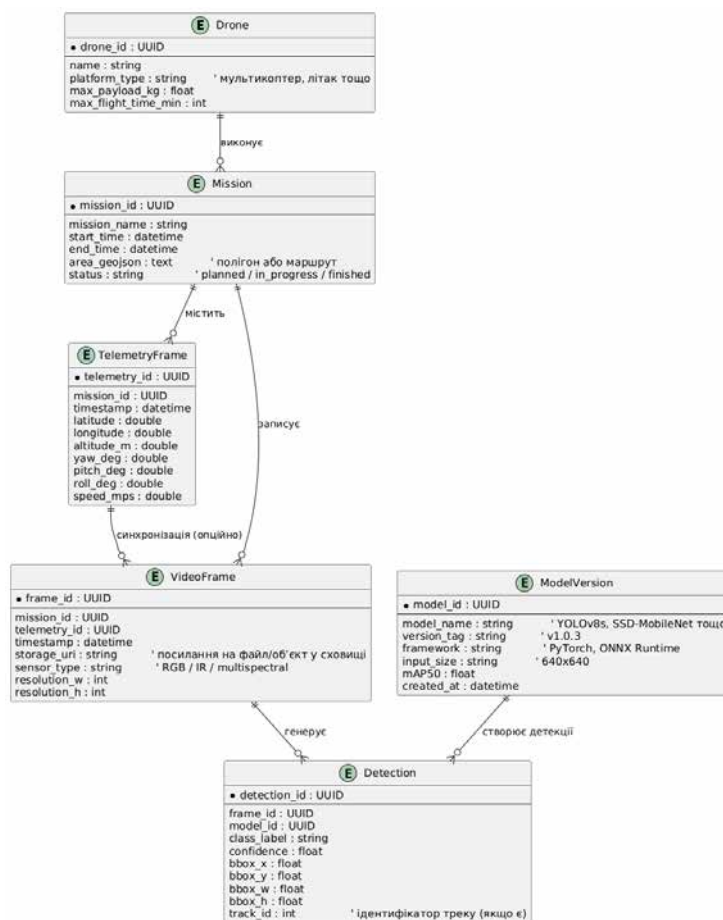 E Drone
• drone_id : UUID
name : string
platform_type : string ' мультикоптер, літак тощо
max_payload_kg : float
max_flight_time_min : int
виконує
E Mission
• mission_id : UUID
mission_name : string
start_time : datetime
end_time : datetime
area_geojson : text ' полігон або маршрут
status : string ' planned / in_progress / finished
містить
E TelemetryFrame
• telemetry_id : UUID
mission_id : UUID
timestamp : datetime
latitude : double
longitude : double
altitude_m : double
yaw_deg : double
pitch_deg : double
roll_deg : double
speed_mps : double
записує
синхронізація (опційно)
E VideoFrame
• frame_id : UUID
mission_id : UUID
telemetry_id : UUID
timestamp : datetime
storage_uri : string ' посилання на файл/об'єкт у сховищі
sensor_type : string ' RGB / IR / multispectral
resolution_w : int
resolution_h : int
E ModelVersion
• model_id : UUID
model_name : string ' YOLOv8s, SSD-MobileNet тощо
version_tag : string ' v1.0.3
framework : string ' PyTorch, ONNX Runtime
input_size : string ' 640x640
mAP50 : float
created_at : datetime
генерує
створює детекції
E Detection
• detection_id : UUID
frame_id : UUID
model_id : UUID
class_label : string
confidence : float
bbox_x : float
bbox_y : float
bbox_w : float
bbox_h : float
track_id : int ' ідентифікатор треку (якщо є)